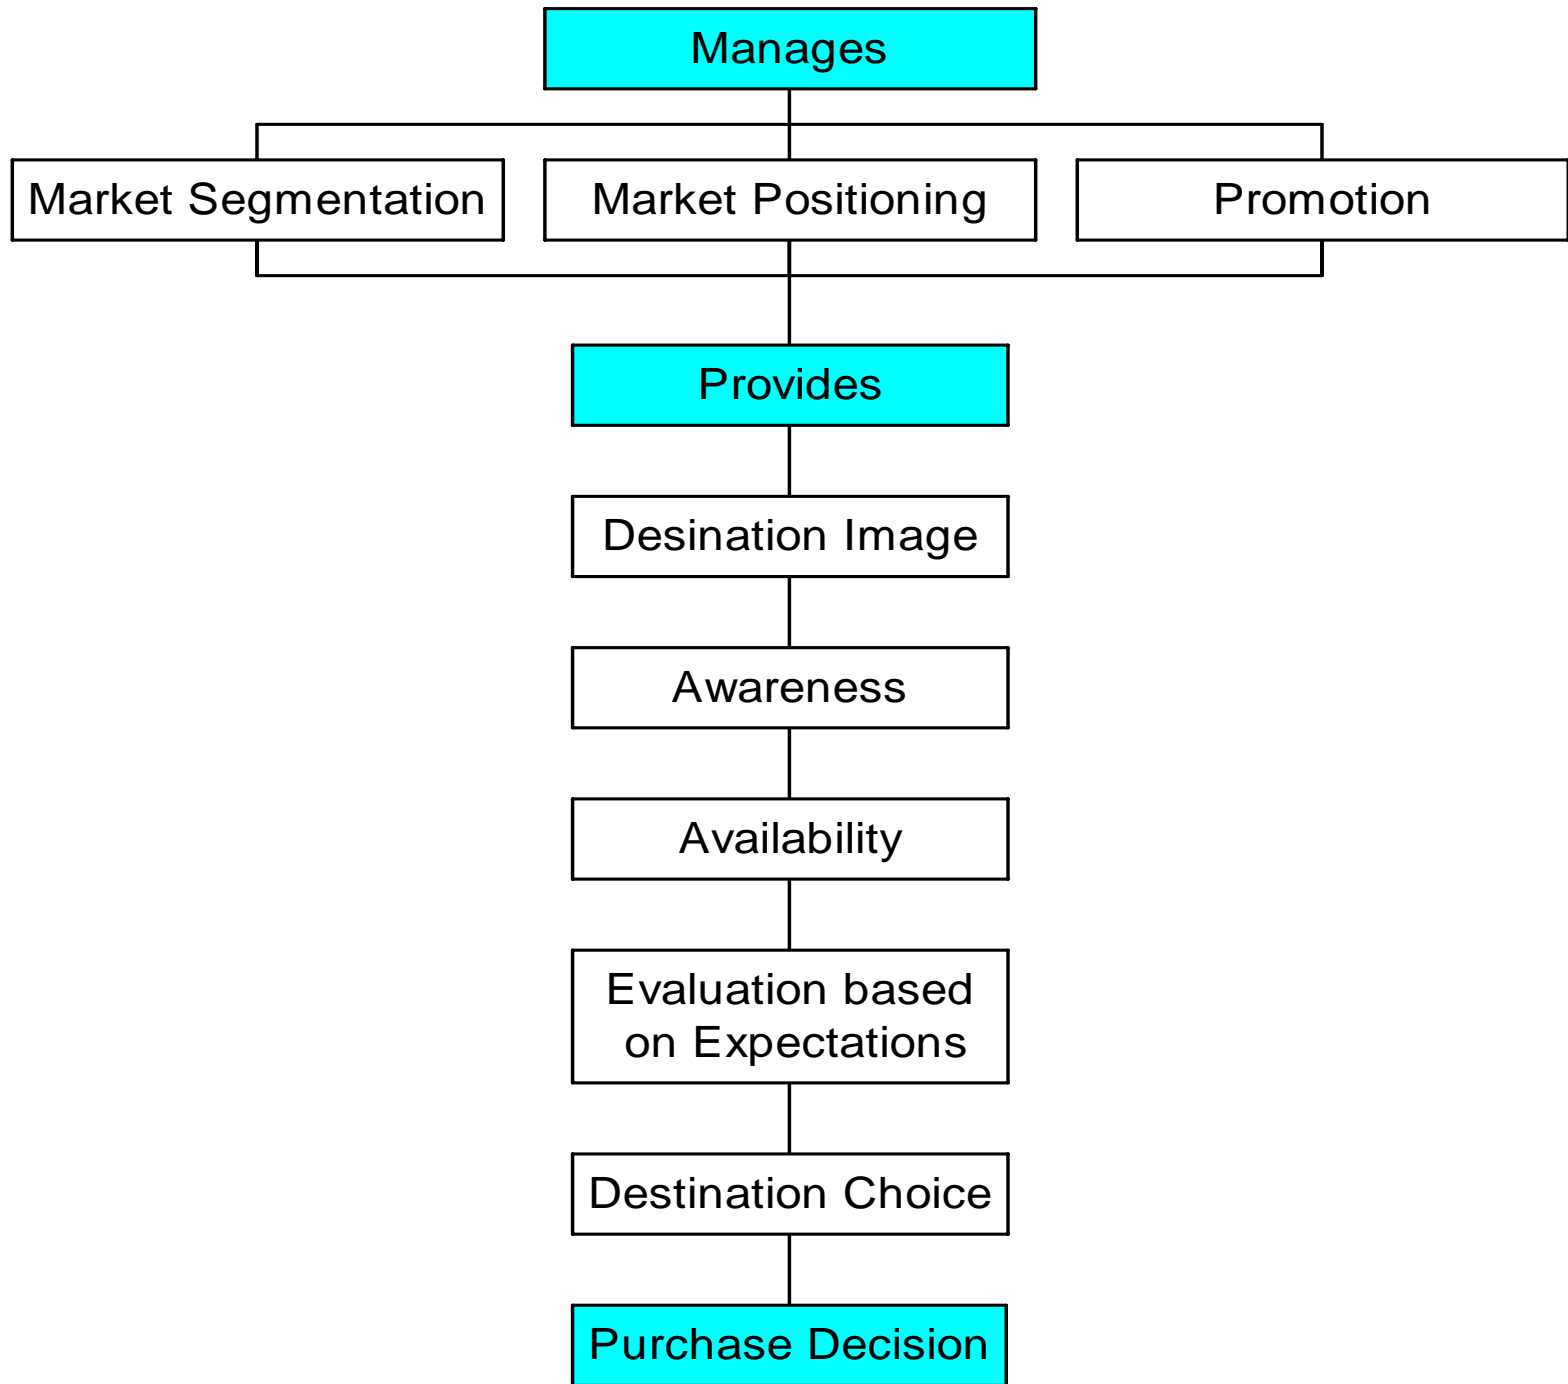 Manages
Market Segmentation
Market Positioning
Promotion
Provides
Desination Image
Awareness
Availability
Evaluation based
on Expectations
Destination Choice
Purchase Decision